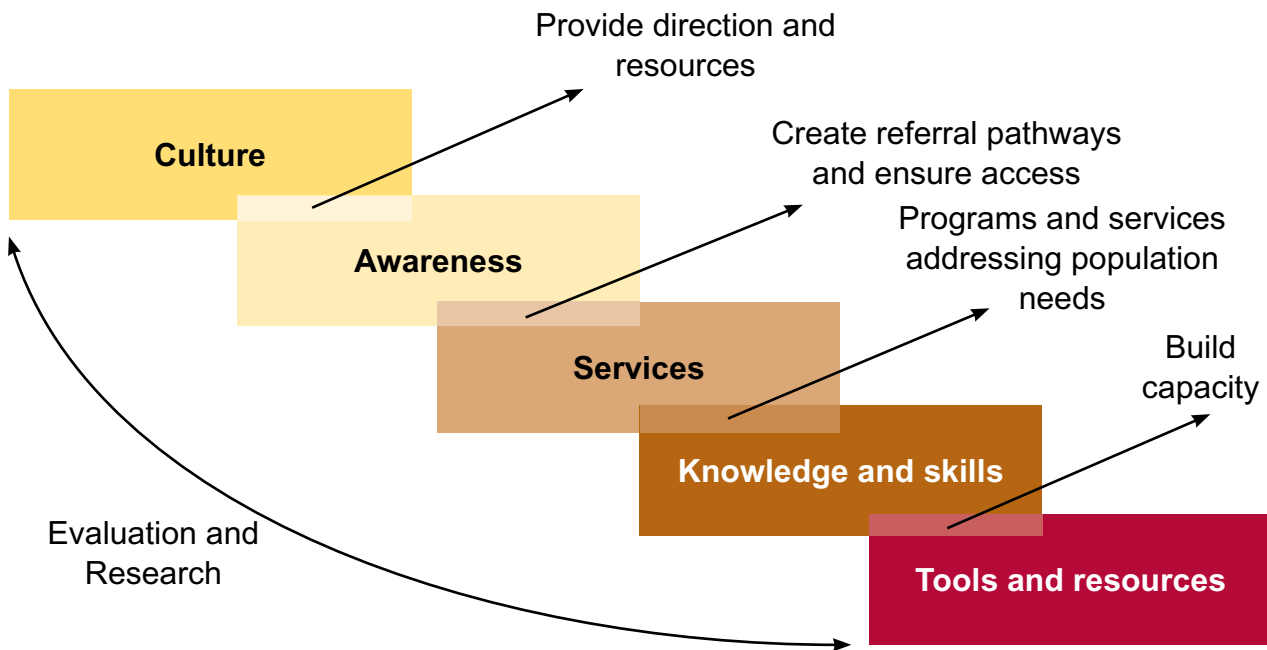 Provide direction and
resources
Culture
Create referral pathways
and ensure access
Awareness
Programs and services
addressing population
needs
Services
Build
capacity
Knowledge and skills
Evaluation and
Research
Tools and resources